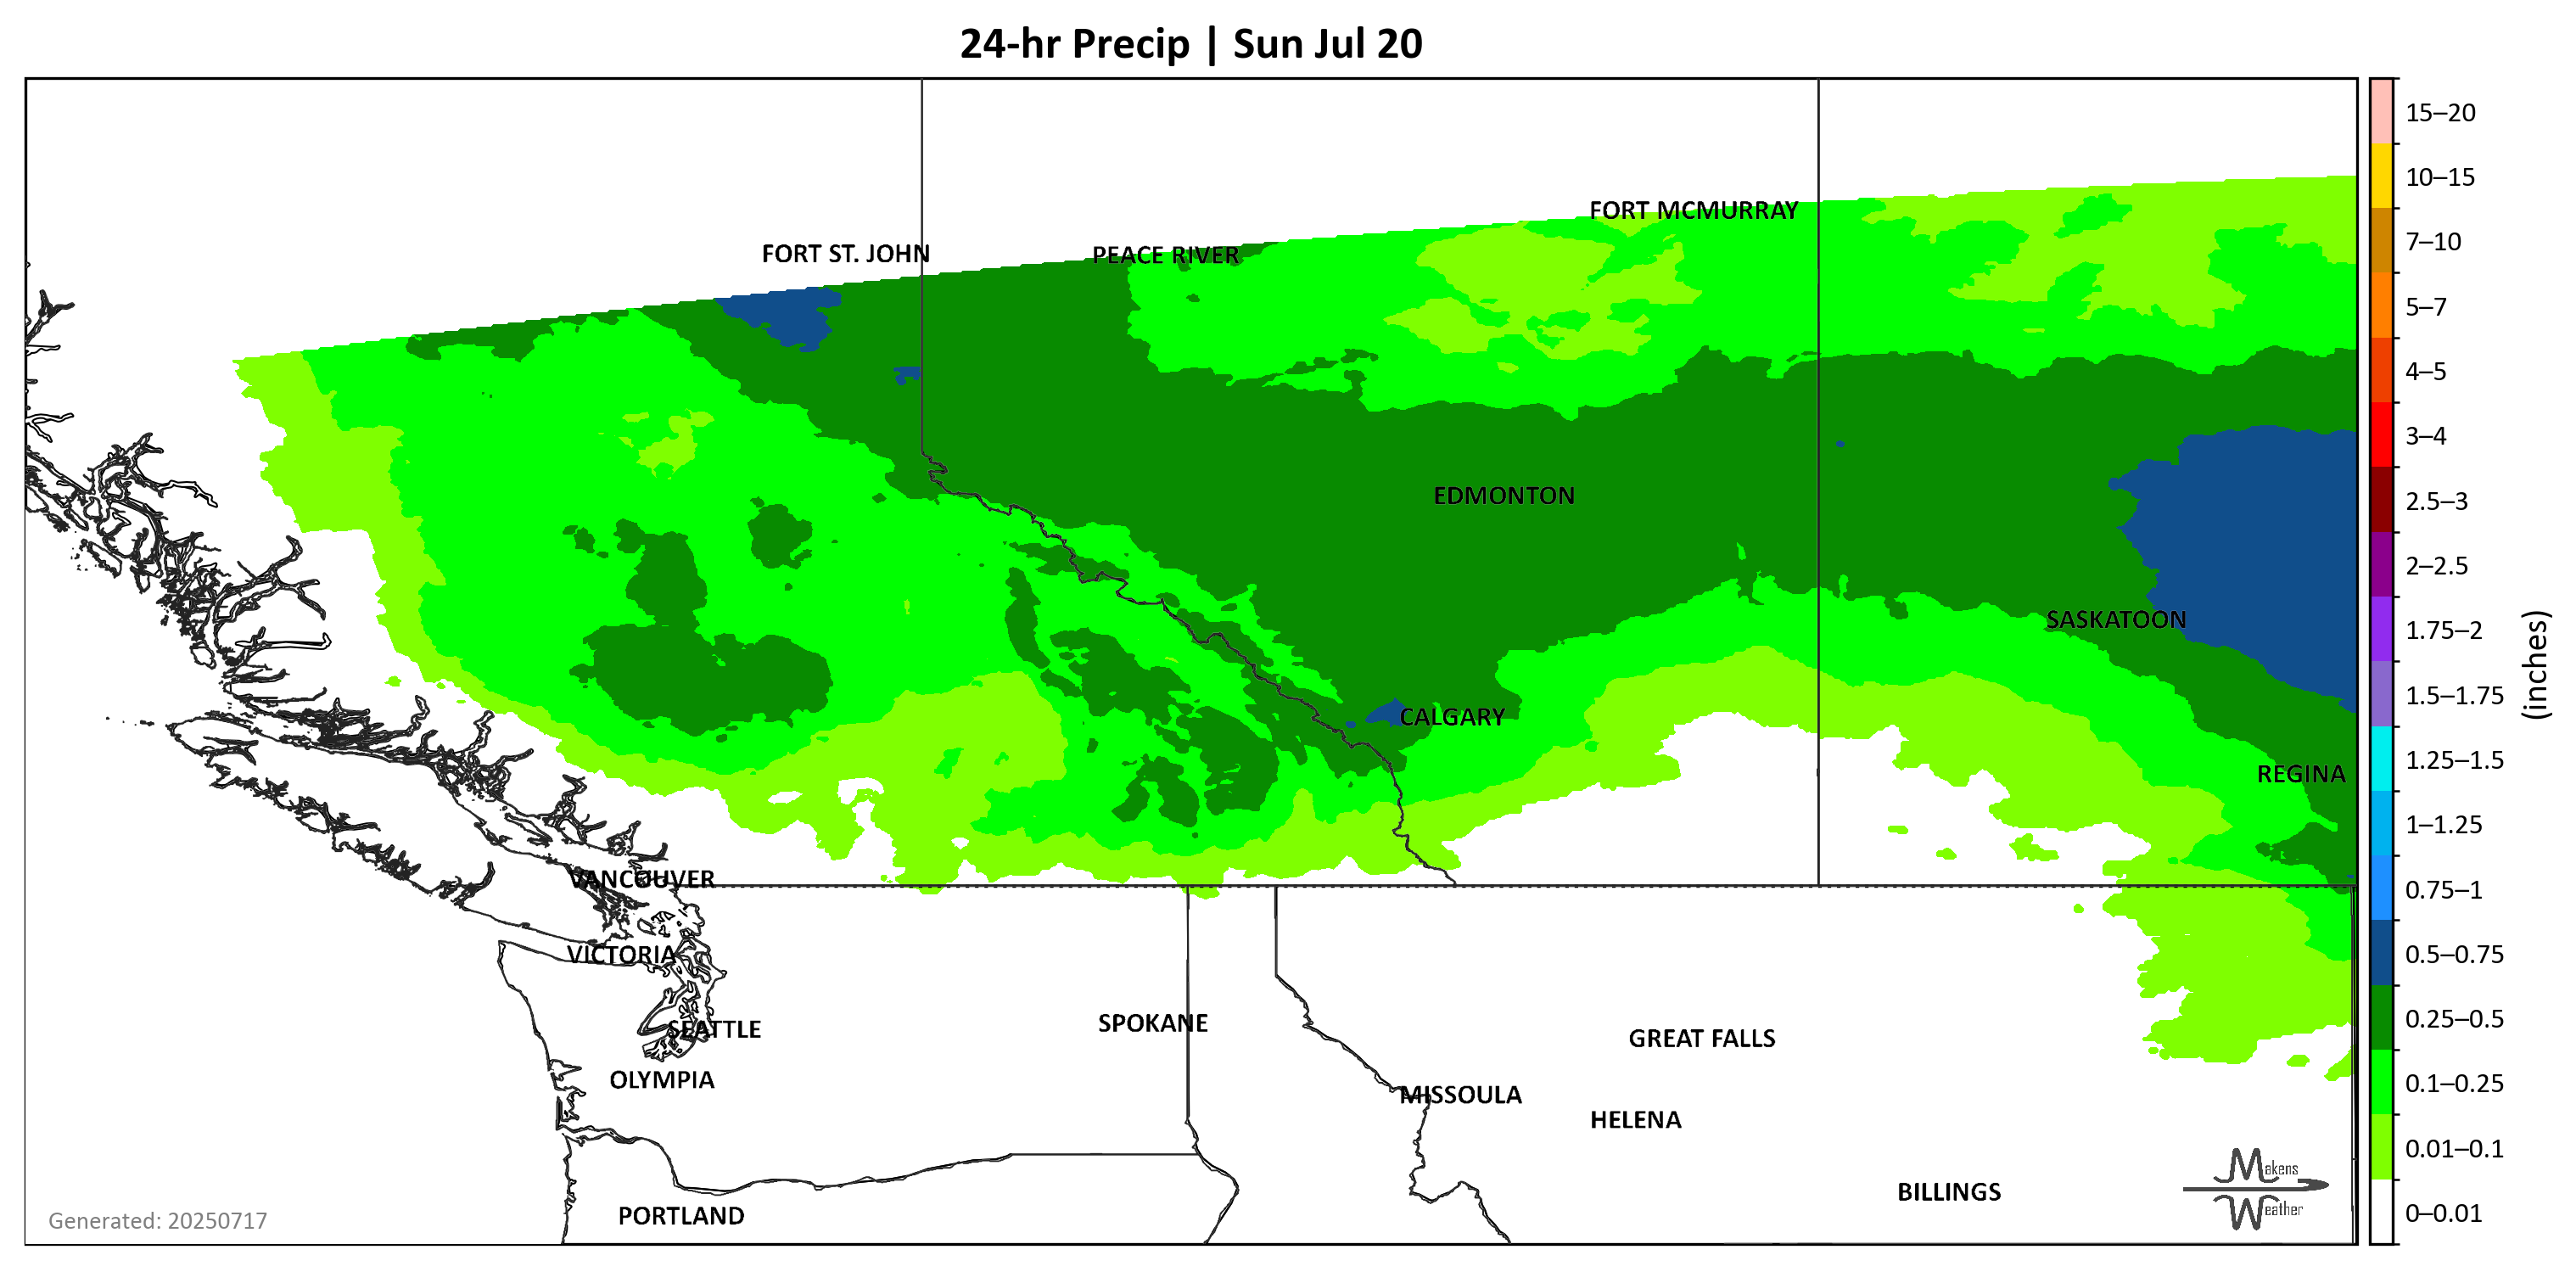 24-hr Precip | Sun Jul 20
FORT MCMURRAY
FORT ST. JOHN
PEACE RIVER
EDMONTON
SASKATOON
CALGARY
REGINA
VANCOUVER
VICTORIA
SPOKANE
SEATTLE
GREAT FALLS
OLYMPIA
MISSOULA
HELENA
BILLINGS
PORTLAND
Generated: 20250717
Makens
Weather
15–20
10–15
7–10
5–7
4–5
3–4
2.5–3
2–2.5
1.75–2
1.5–1.75
1.25–1.5
1–1.25
0.75–1
0.5–0.75
0.25–0.5
0.1–0.25
0.01–0.1
0–0.01
(inches)